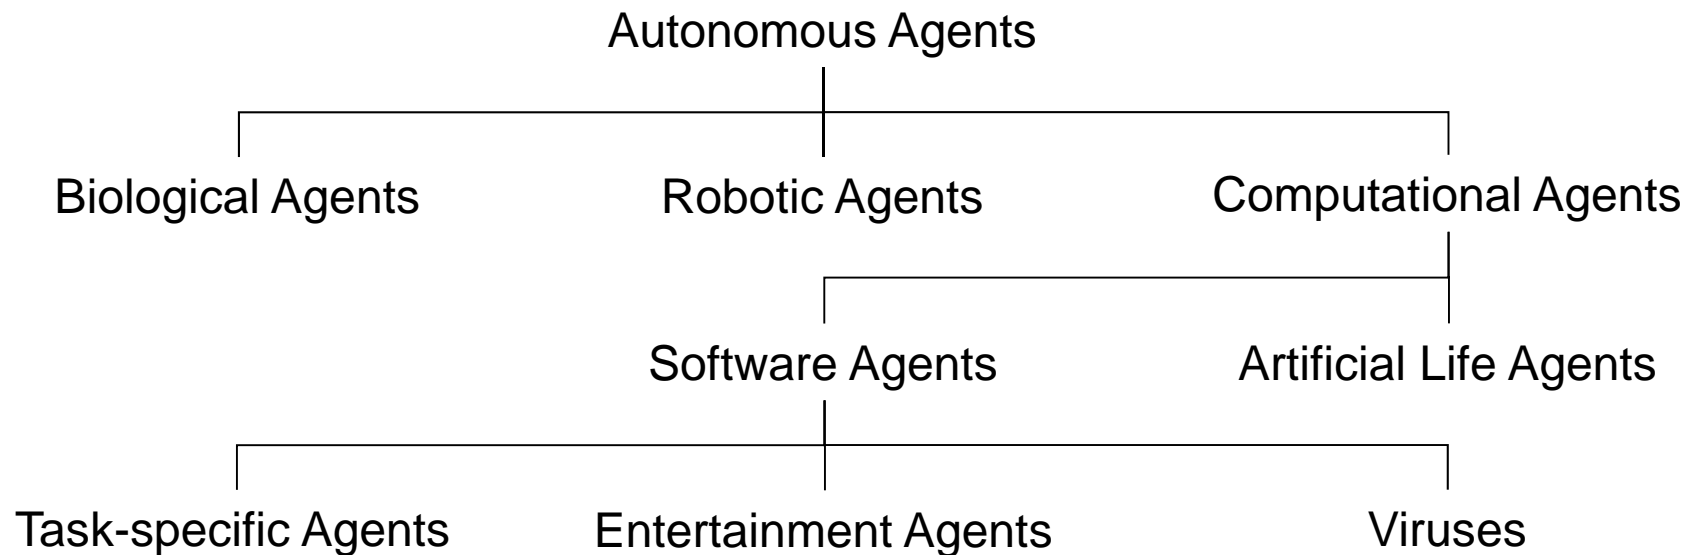 Autonomous Agents
Biological Agents
Robotic Agents
Computational Agents
Software Agents
Artificial Life Agents
Task-specific Agents
Entertainment Agents
Viruses